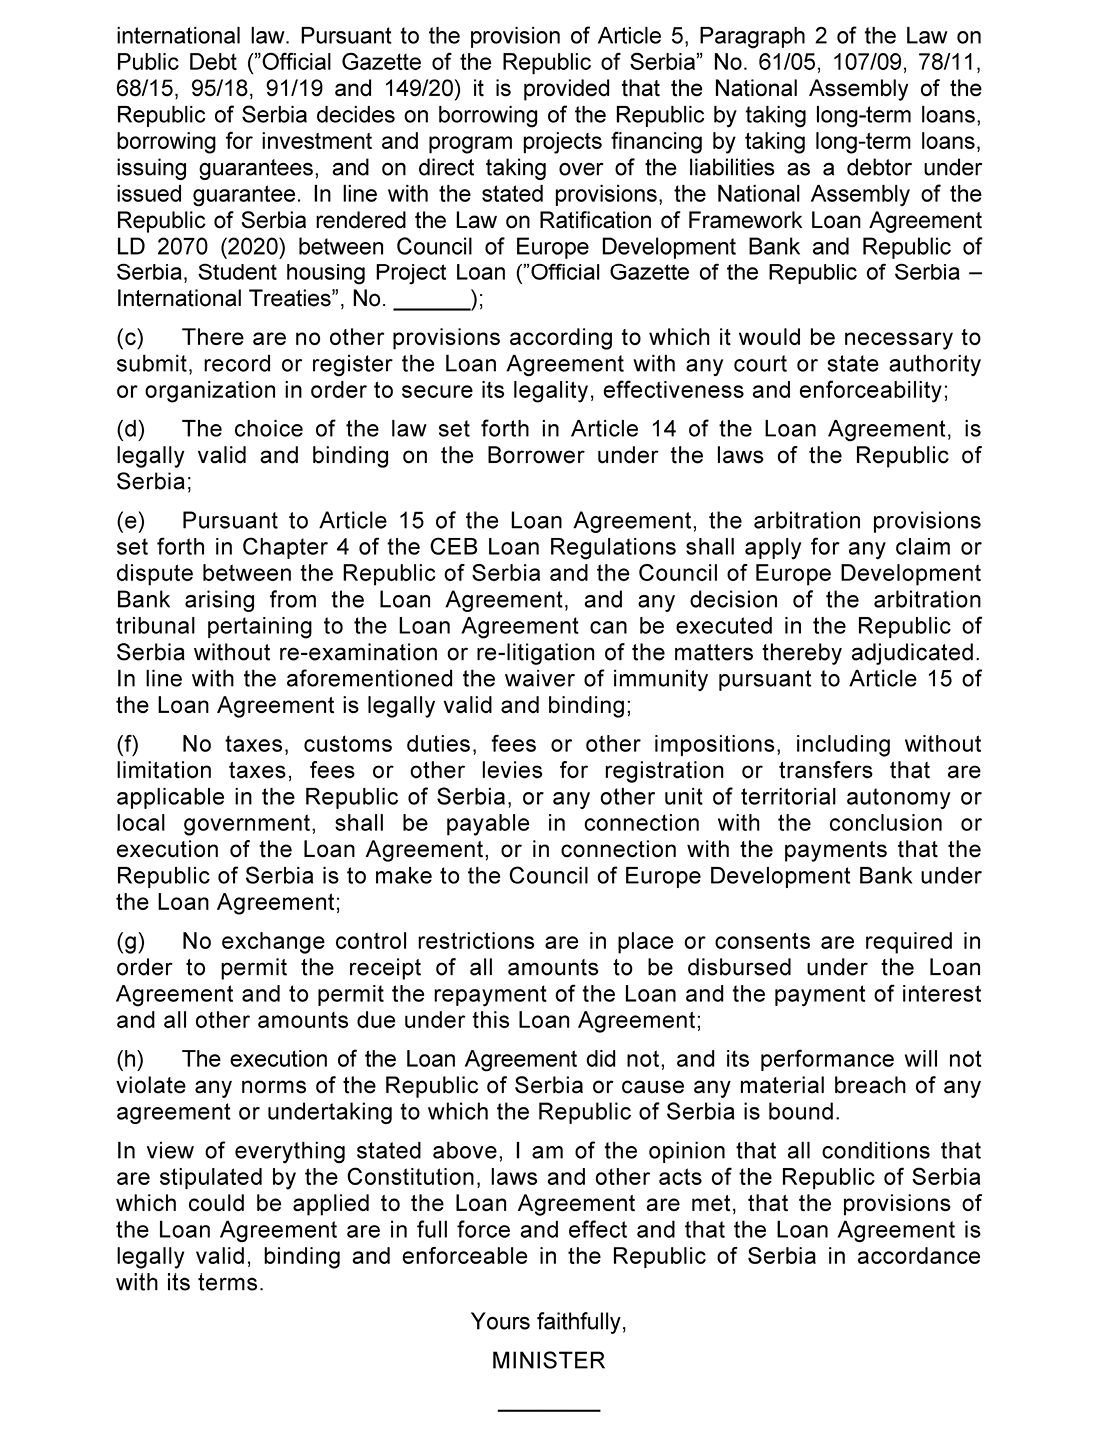 international law. Pursuant to the provision of Article 5, Paragraph 2 of the Law on
Public Debt (”Official Gazette of the Republic of Serbia” No. 61/05, 107/09, 78/11,
68/15, 95/18, 91/19 and 149/20) it is provided that the National Assembly of the
Republic of Serbia decides on borrowing of the Republic by taking long-term loans,
borrowing for investment and program projects financing by taking long-term loans,
issuing guarantees, and on direct taking over of the liabilities as a debtor under
issued guarantee. In line with the stated provisions, the National Assembly of the
Republic of Serbia rendered the Law on Ratification of Framework Loan Agreement
LD 2070 (2020) between Council of Europe Development Bank and Republic of
Serbia, Student housing Project Loan (”Official Gazette of the Republic of Serbia –
International Treaties”, No. ______);
(c) There are no other provisions according to which it would be necessary to
submit, record or register the Loan Agreement with any court or state authority
or organization in order to secure its legality, effectiveness and enforceability;
(d) The choice of the law set forth in Article 14 of the Loan Agreement, is
legally valid and binding on the Borrower under the laws of the Republic of
Serbia;
(e) Pursuant to Article 15 of the Loan Agreement, the arbitration provisions
set forth in Chapter 4 of the CEB Loan Regulations shall apply for any claim or
dispute between the Republic of Serbia and the Council of Europe Development
Bank arising from the Loan Agreement, and any decision of the arbitration
tribunal pertaining to the Loan Agreement can be executed in the Republic of
Serbia without re-examination or re-litigation of the matters thereby adjudicated.
In line with the aforementioned the waiver of immunity pursuant to Article 15 of
the Loan Agreement is legally valid and binding;
(f) No taxes, customs duties, fees or other impositions, including without
limitation taxes, fees or other levies for registration or transfers that are
applicable in the Republic of Serbia, or any other unit of territorial autonomy or
local government, shall be payable in connection with the conclusion or
execution of the Loan Agreement, or in connection with the payments that the
Republic of Serbia is to make to the Council of Europe Development Bank under
the Loan Agreement;
(g) No exchange control restrictions are in place or consents are required in
order to permit the receipt of all amounts to be disbursed under the Loan
Agreement and to permit the repayment of the Loan and the payment of interest
and all other amounts due under this Loan Agreement;
(h) The execution of the Loan Agreement did not, and its performance will not
violate any norms of the Republic of Serbia or cause any material breach of any
agreement or undertaking to which the Republic of Serbia is bound.
In view of everything stated above, I am of the opinion that all conditions that
are stipulated by the Constitution, laws and other acts of the Republic of Serbia
which could be applied to the Loan Agreement are met, that the provisions of
the Loan Agreement are in full force and effect and that the Loan Agreement is
legally valid, binding and enforceable in the Republic of Serbia in accordance
with its terms.
Yours faithfully,
MINISTER
________